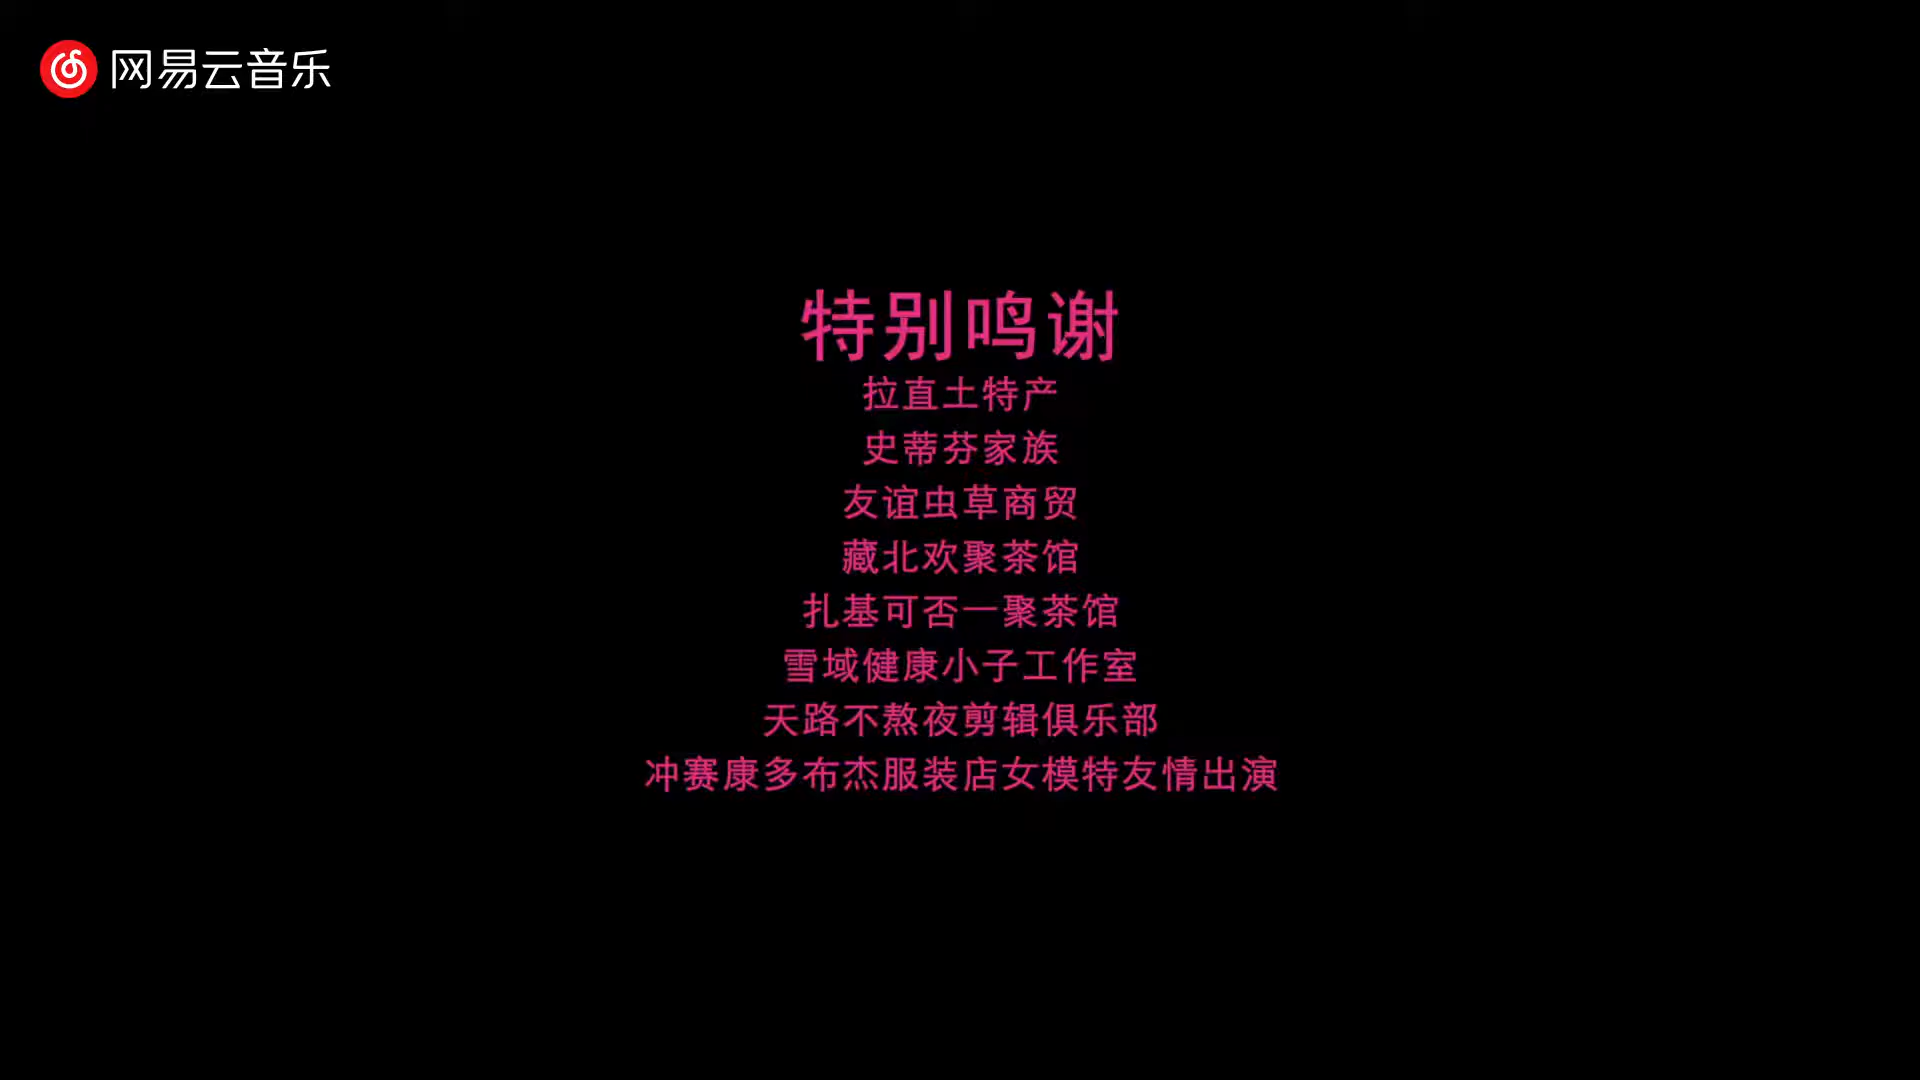 网易云音乐
特别鸣谢
拉直土特产
史蒂芬家族
友谊虫草商贸
藏北欢聚茶馆
扎基可否一聚茶馆
雪域健康小子工作室
天路不熬夜剪辑俱乐部
冲赛康多布杰服装店女模特友情出演